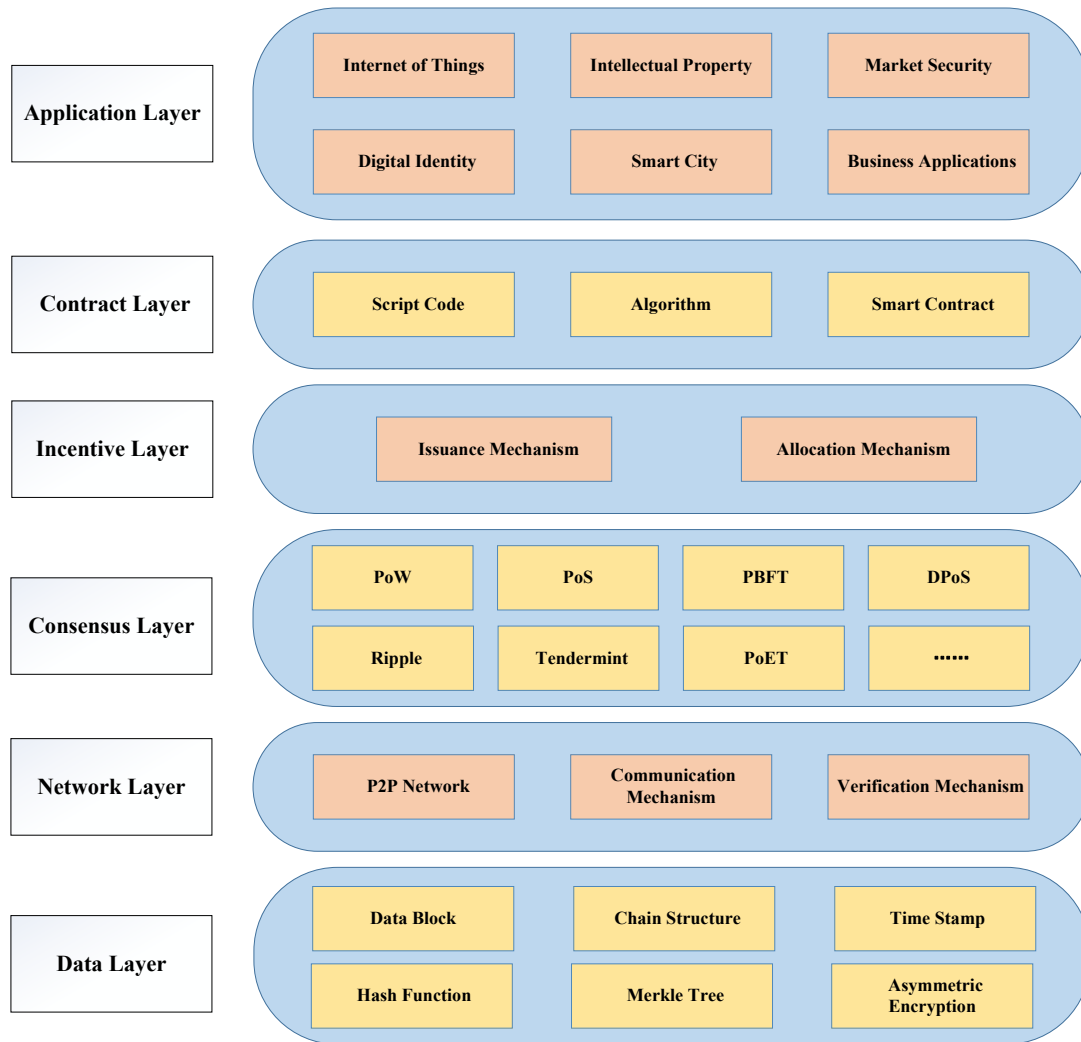 Application Layer
Internet of Things
Intellectual Property
Market Security
Digital Identity
Smart City
Business Applications
Contract Layer
Script Code
Algorithm
Smart Contract
Incentive Layer
Issuance Mechanism
Allocation Mechanism
Consensus Layer
PoW
PoS
PBFT
DPoS
Ripple
Tendermint
PoET
······
Network Layer
P2P Network
Communication
Mechanism
Verification Mechanism
Data Layer
Data Block
Chain Structure
Time Stamp
Hash Function
Merkle Tree
Asymmetric
Encryption